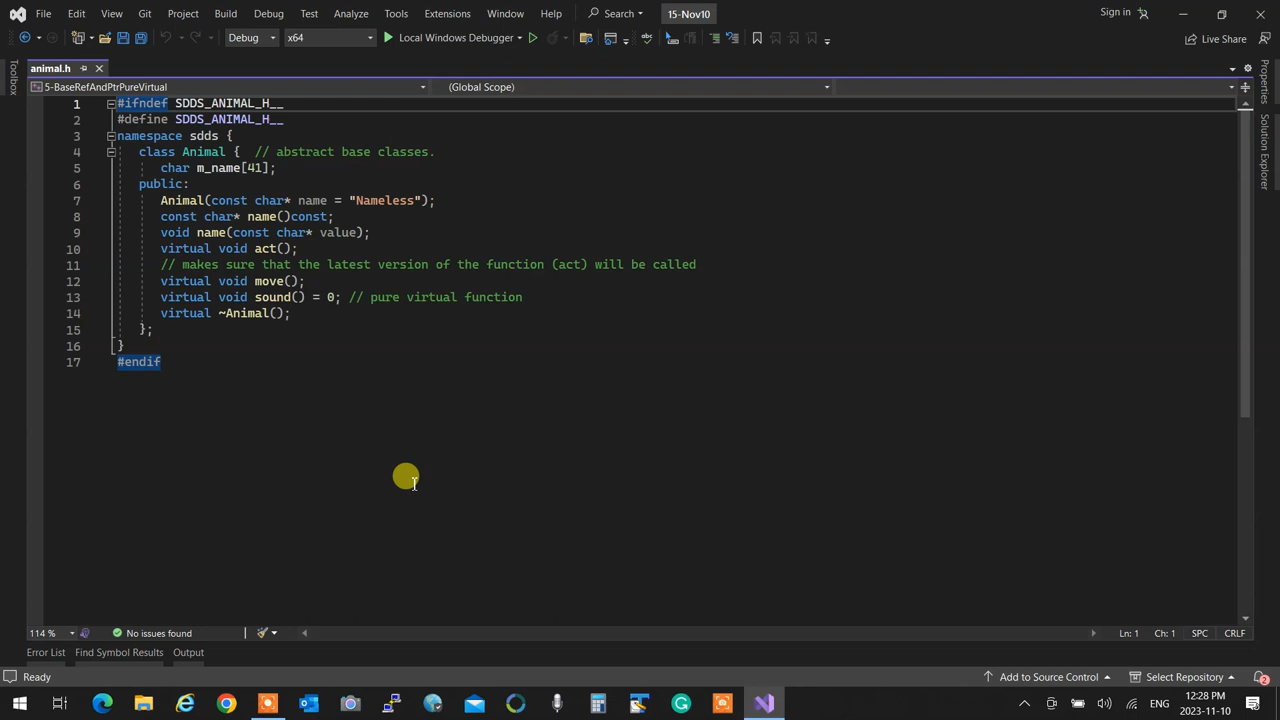 File Edit View Git Project Build Debug Test Analyze Tools Extensions Window Help Search 15-Nov10 Sign in
Debug x64 Local Windows Debugger Live Share
animal.h
5-BaseRefAndPtrPureVirtual (Global Scope)
Toolbox
Properties
Solution Explorer
1 #ifndef SDDS_ANIMAL_H__
2 #define SDDS_ANIMAL_H__
3 namespace sdds {
4 class Animal { // abstract base classes.
5 char m_name[41];
6 public:
7 Animal(const char* name = "Nameless");
8 const char* name()const;
9 void name(const char* value);
10 virtual void act();
11 // makes sure that the latest version of the function (act) will be called
12 virtual void move();
13 virtual void sound() = 0; // pure virtual function
14 virtual ~Animal();
15 };
16 }
17 #endif
114 % No issues found Ln: 1 Ch: 1 SPC CRLF
Error List Find Symbol Results Output
Ready Add to Source Control Select Repository 2
ENG 12:28 PM
2023-11-10